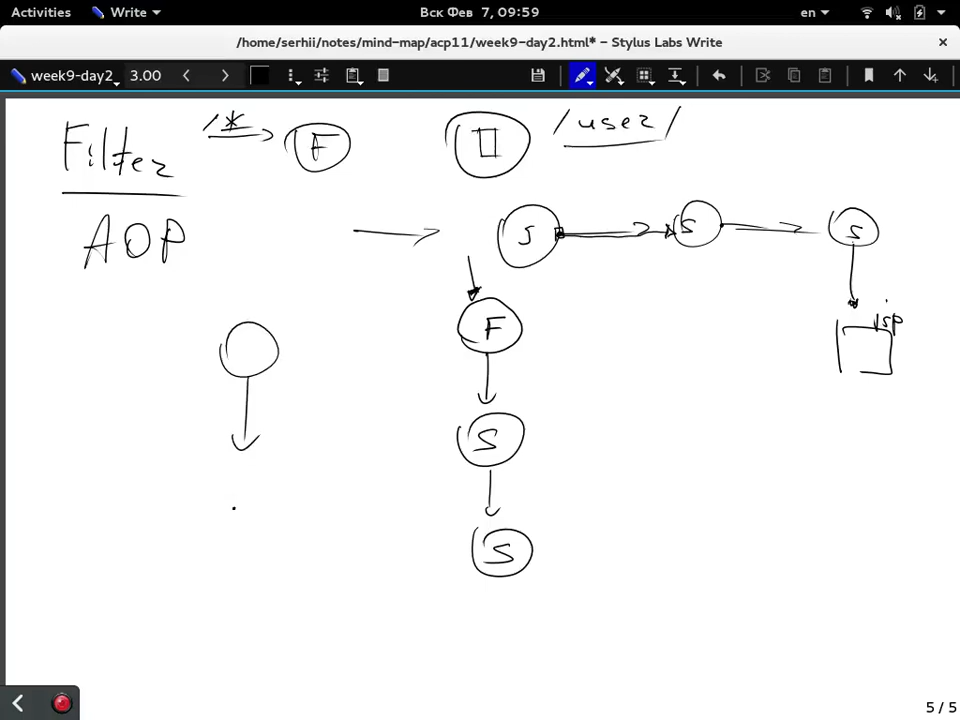 Activities Write Вск Фев 7, 09:59 en
/home/serhii/notes/mind-map/acp11/week9-day2.html* – Stylus Labs Write
week9-day2 3.00
Filter /* F /user/
AOP S S S
jsp
F
S
S
5 / 5